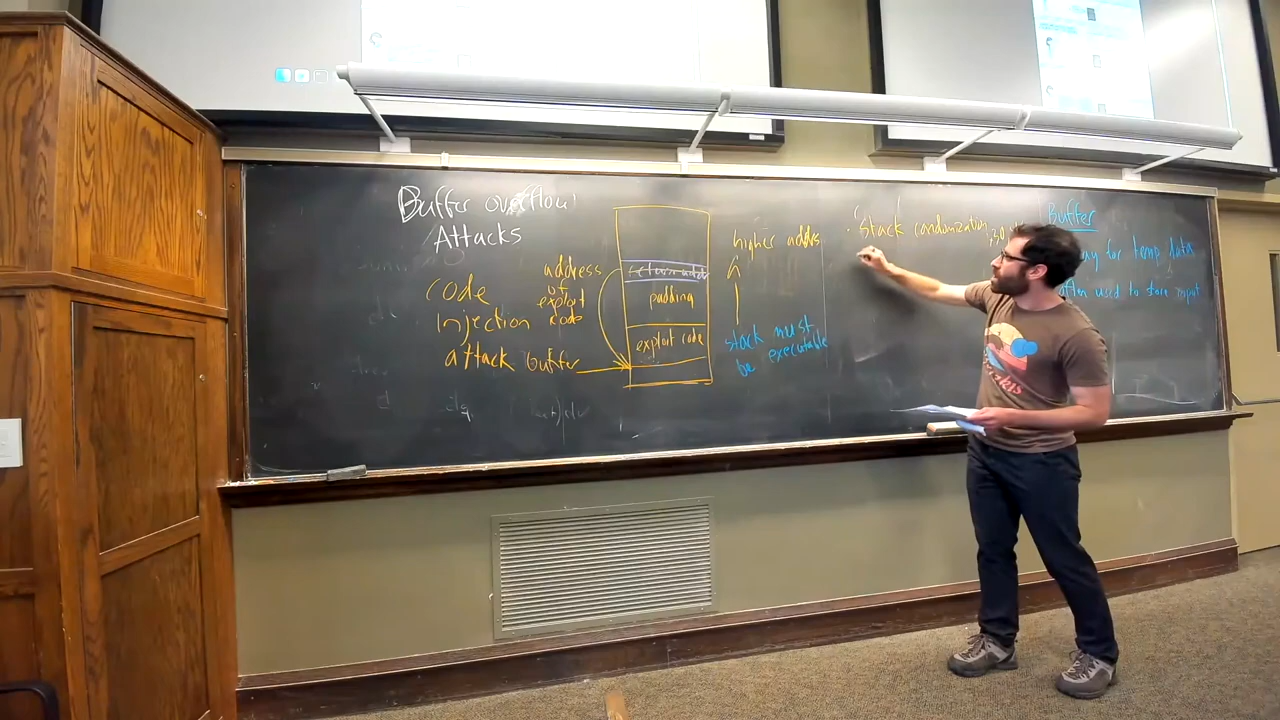 Buffer overflow
Attacks
code
Injection
attack buffer
address
of
exploit
code
return addr
padding
exploit code
higher addrs
stack must
be executable
• Stack randomization
Buffer
for temp data
often used to store input